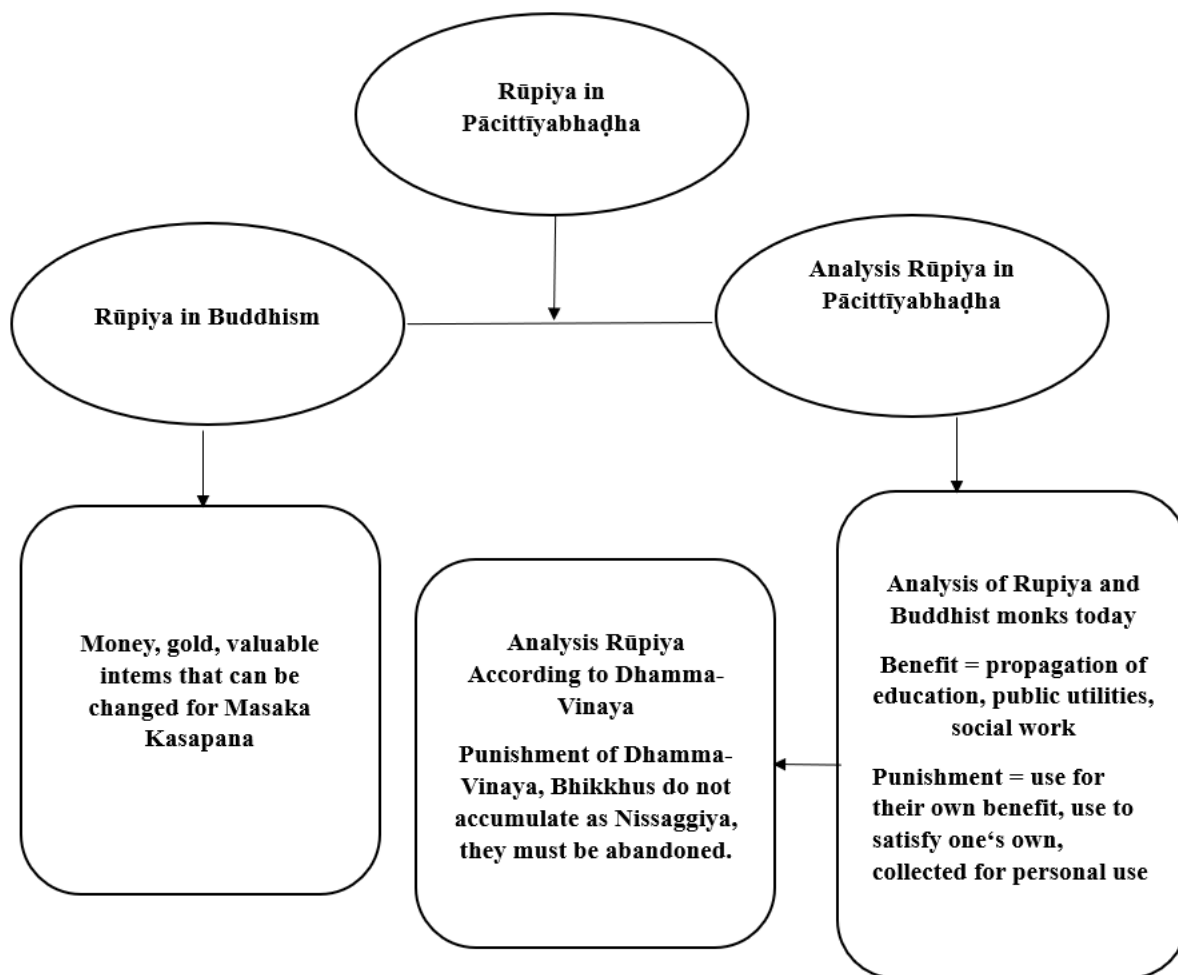 Rūpiya in
Pācittīyabhaḍha
Rūpiya in Buddhism
Analysis Rūpiya in
Pācittīyabhaḍha
Money, gold, valuable
intems that can be
changed for Masaka
Kasapana
Analysis Rūpiya
According to Dhamma-
Vinaya
Punishment of Dhamma-
Vinaya, Bhikkhus do not
accumulate as Nissaggiya,
they must be abandoned.
Analysis of Rupiya and
Buddhist monks today
Benefit = propagation of
education, public utilities,
social work
Punishment = use for
their own benefit, use to
satisfy one‘s own,
collected for personal use